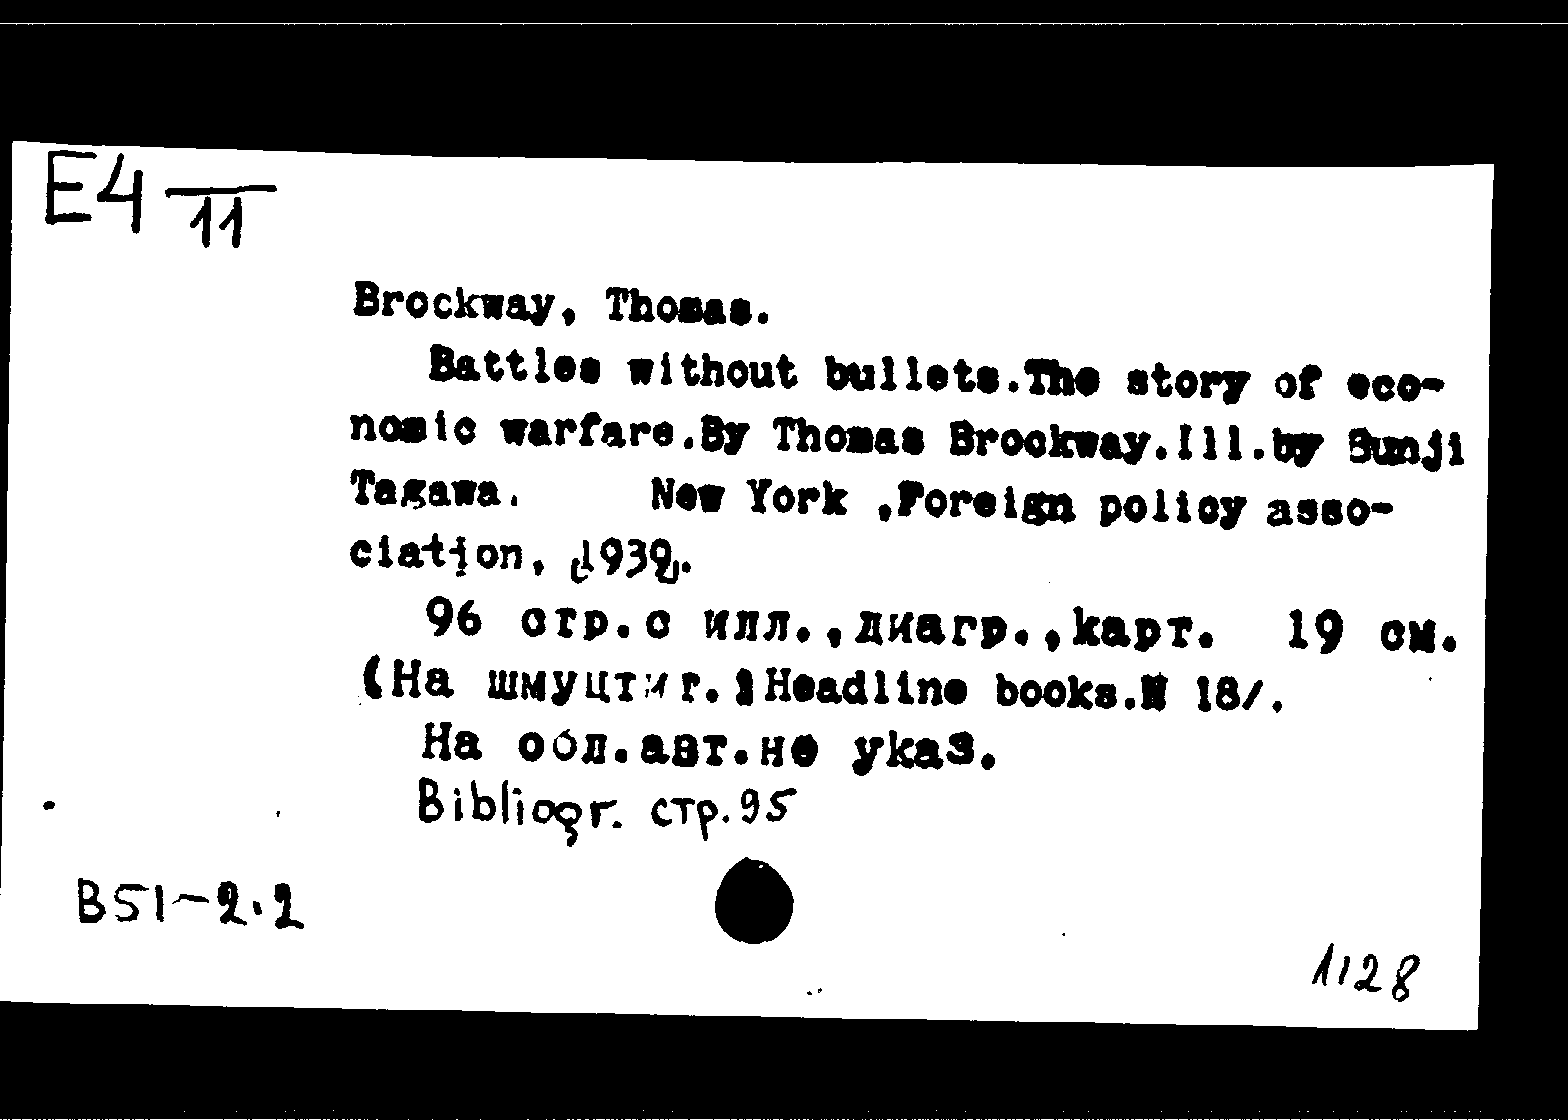 E4 —/11
Brockway, Thomas.
Battles without bullets.The story of eco-
nomic warfare.By Thomas Brockway.Ill.by Bunji
Tagawa. New York ,Foreign policy asso-
ciation, [1939].
96 стр.с илл.,диагр.,карт. 19 см.
(На шмуцтит.:Headline books.N 18/.
На обл.авт.не указ.
Bibliogr. стр.95
B51-2.2
1128